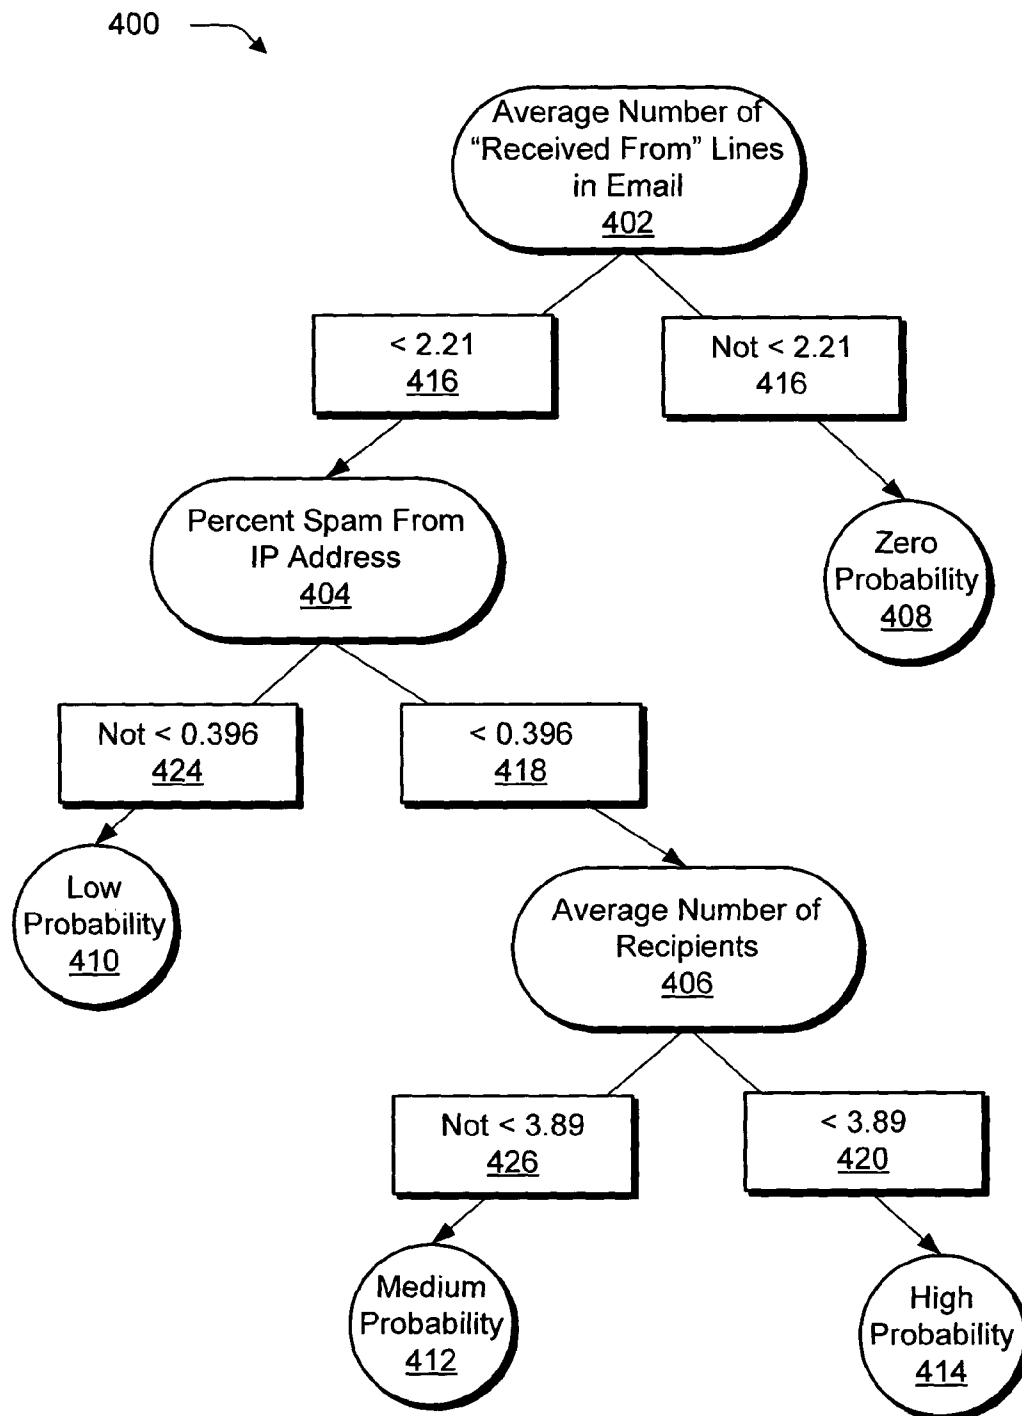 400
Average Number of
“Received From” Lines
in Email
402
< 2.21
416
Not < 2.21
416
Percent Spam From
IP Address
404
Zero
Probability
408
Not < 0.396
424
< 0.396
418
Low
Probability
410
Average Number of
Recipients
406
Not < 3.89
426
< 3.89
420
Medium
Probability
412
High
Probability
414